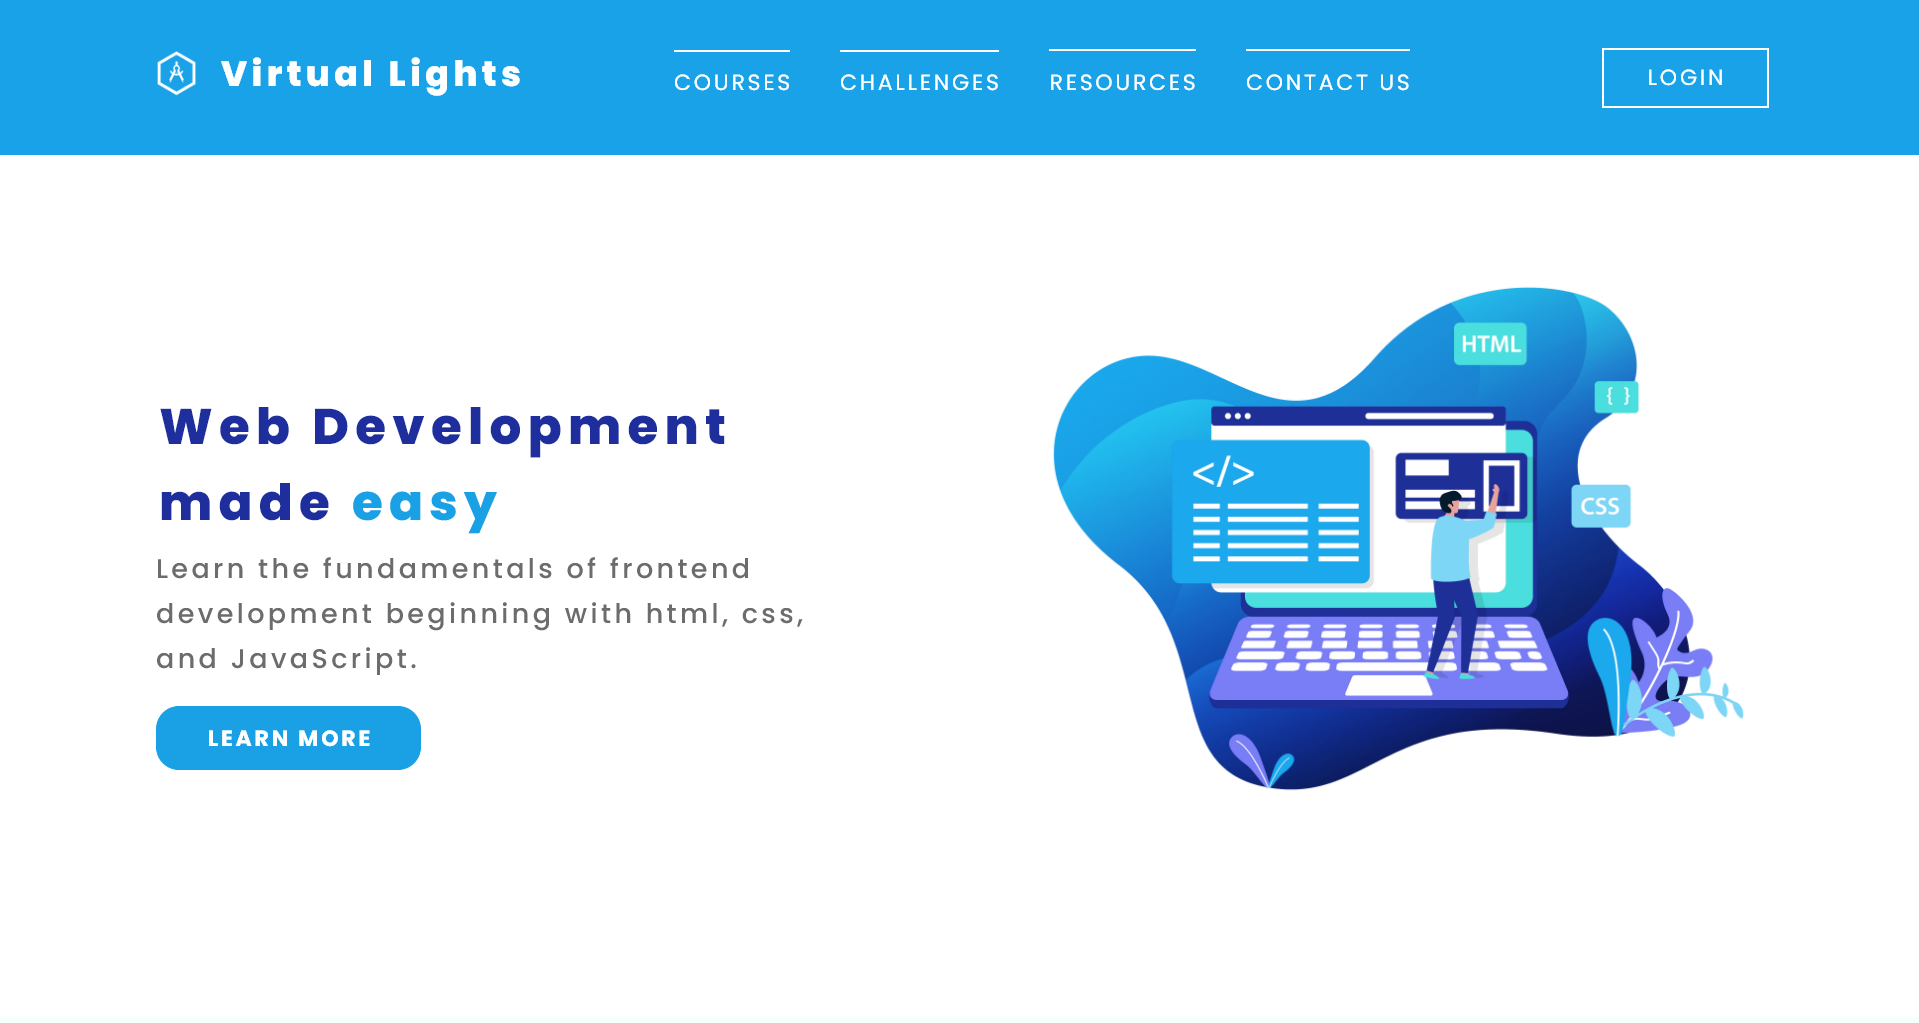 Virtual Lights
COURSES
CHALLENGES
RESOURCES
CONTACT US
LOGIN
Web Development
made easy
Learn the fundamentals of frontend
development beginning with html, css,
and JavaScript.
LEARN MORE
HTML
{ }
</>
CSS